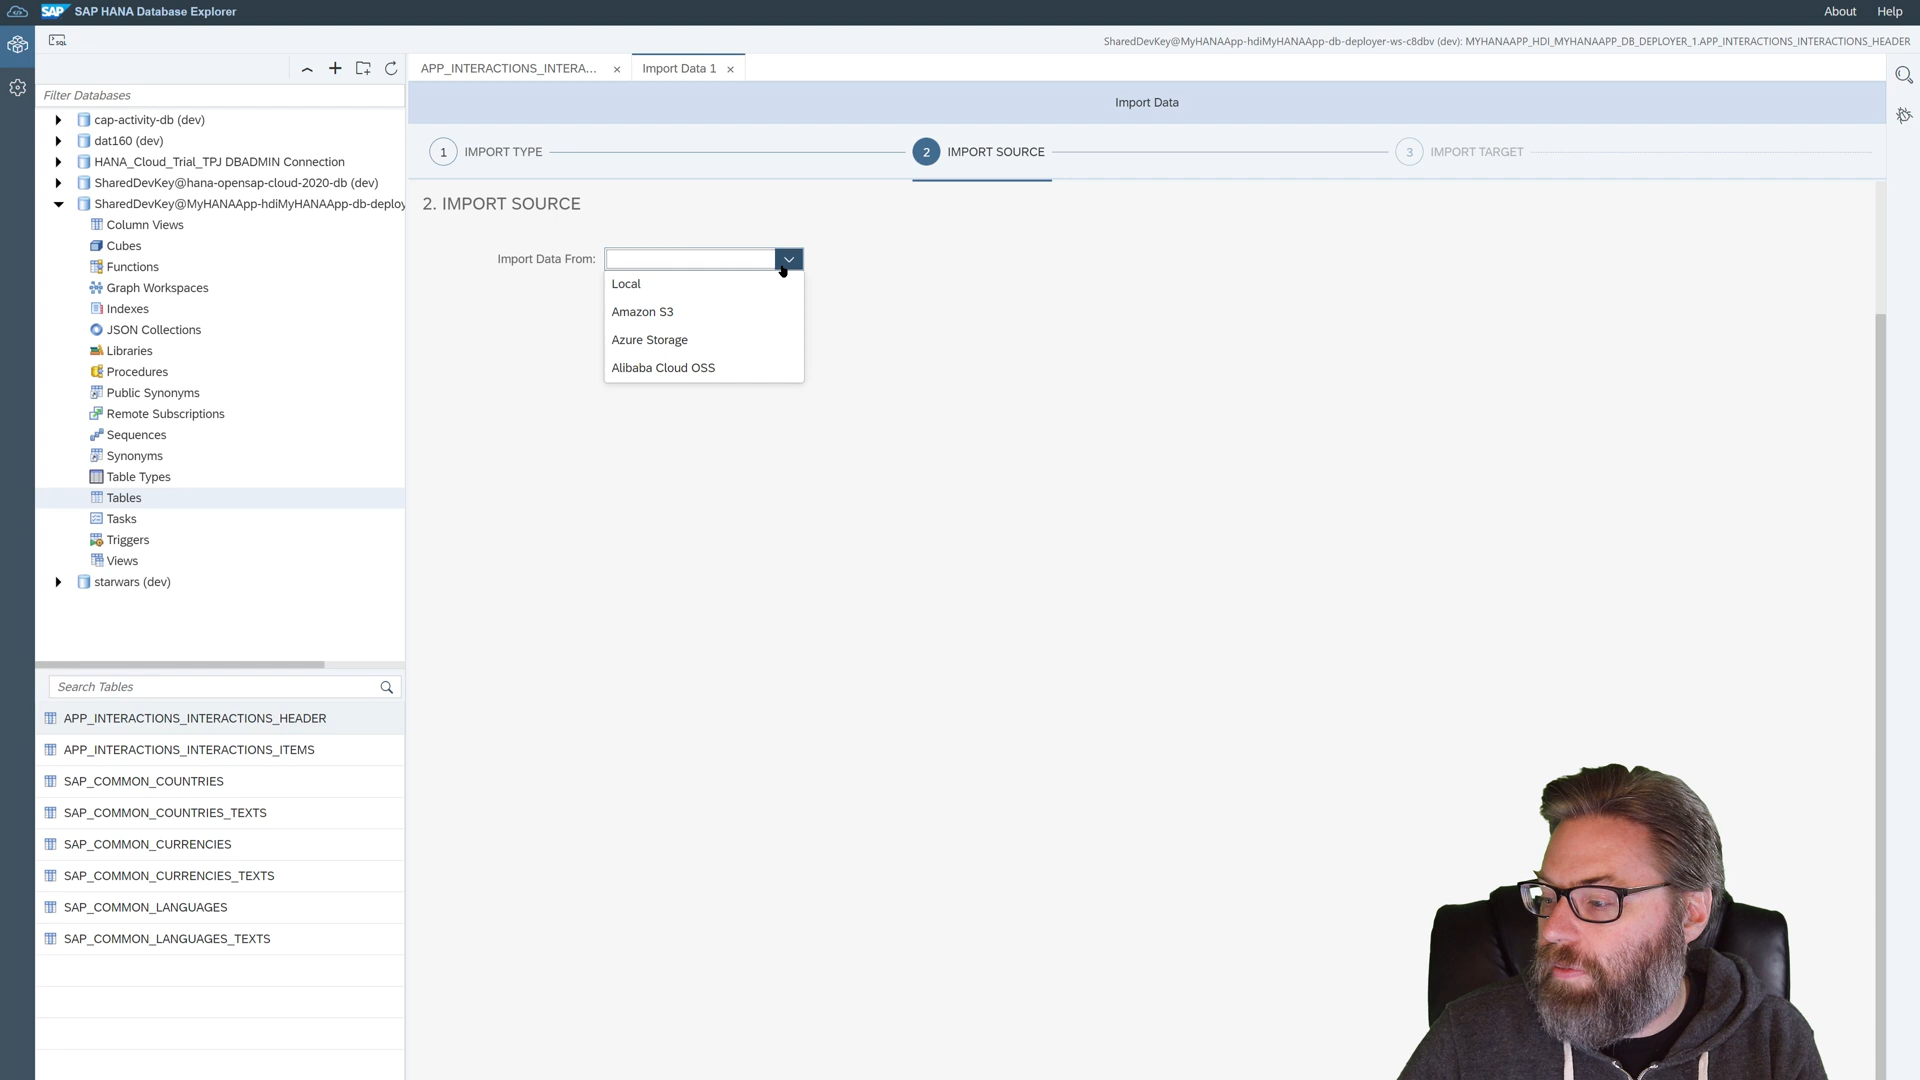 SAP SAP HANA Database Explorer
About Help
SharedDevKey@MyHANAApp-hdiMyHANAApp-db-deployer-ws-c8dbv (dev): MYHANAAPP_HDI_MYHANAAPP_DB_DEPLOYER_1.APP_INTERACTIONS_INTERACTIONS_HEADER
SQL
Filter Databases
cap-activity-db (dev)
dat160 (dev)
HANA_Cloud_Trial_TPJ DBADMIN Connection
SharedDevKey@hana-opensap-cloud-2020-db (dev)
SharedDevKey@MyHANAApp-hdiMyHANAApp-db-deploy
Column Views
Cubes
Functions
Graph Workspaces
Indexes
JSON Collections
Libraries
Procedures
Public Synonyms
Remote Subscriptions
Sequences
Synonyms
Table Types
Tables
Tasks
Triggers
Views
starwars (dev)
Search Tables
APP_INTERACTIONS_INTERACTIONS_HEADER
APP_INTERACTIONS_INTERACTIONS_ITEMS
SAP_COMMON_COUNTRIES
SAP_COMMON_COUNTRIES_TEXTS
SAP_COMMON_CURRENCIES
SAP_COMMON_CURRENCIES_TEXTS
SAP_COMMON_LANGUAGES
SAP_COMMON_LANGUAGES_TEXTS
APP_INTERACTIONS_INTERA... × Import Data 1 ×
Import Data
1 IMPORT TYPE 2 IMPORT SOURCE 3 IMPORT TARGET
2. IMPORT SOURCE
Import Data From:
Local
Amazon S3
Azure Storage
Alibaba Cloud OSS